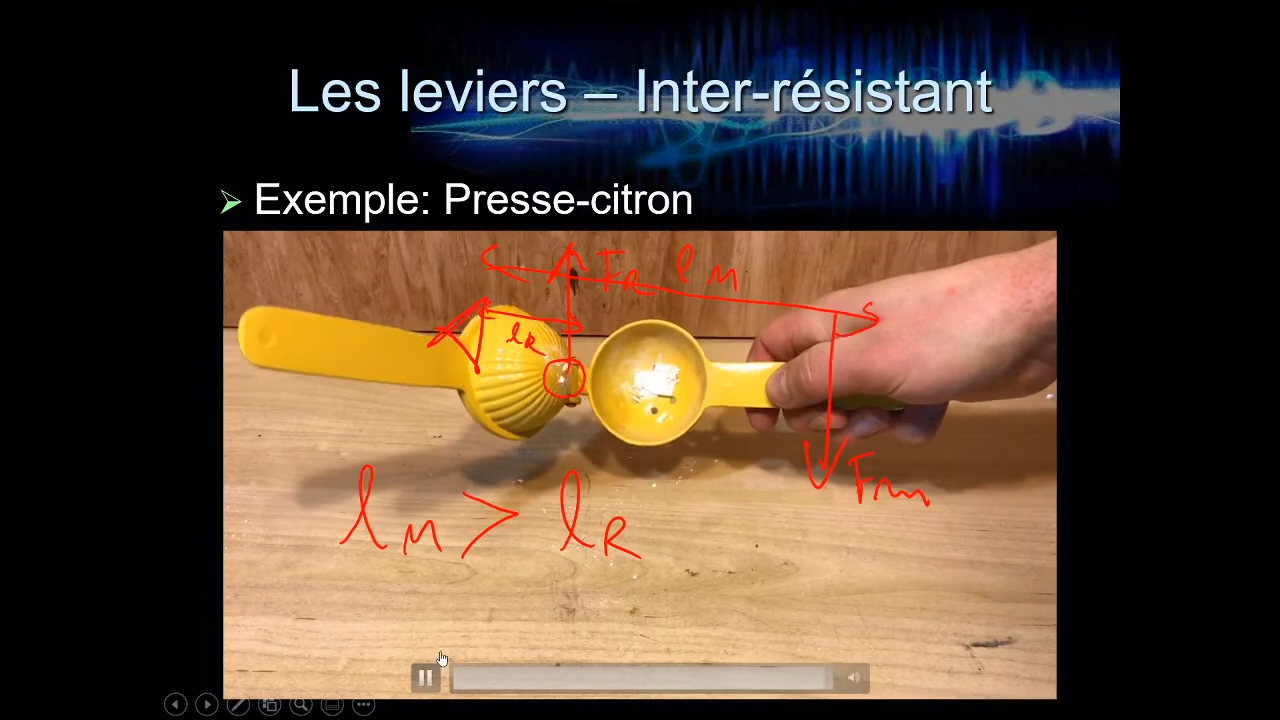 Les leviers – Inter-résistant
Exemple: Presse-citron
FR lM
lR
Fm
lM > lR